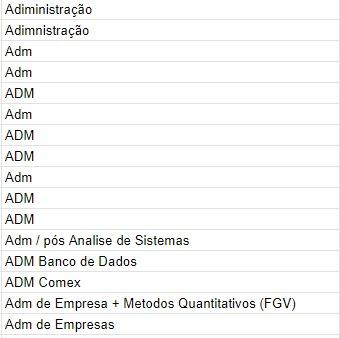 Adiministração
Adimnistração
Adm
Adm
ADM
Adm
ADM
ADM
Adm
ADM
ADM
Adm / pós Analise de Sistemas
ADM Banco de Dados
ADM Comex
Adm de Empresa + Metodos Quantitativos (FGV)
Adm de Empresas